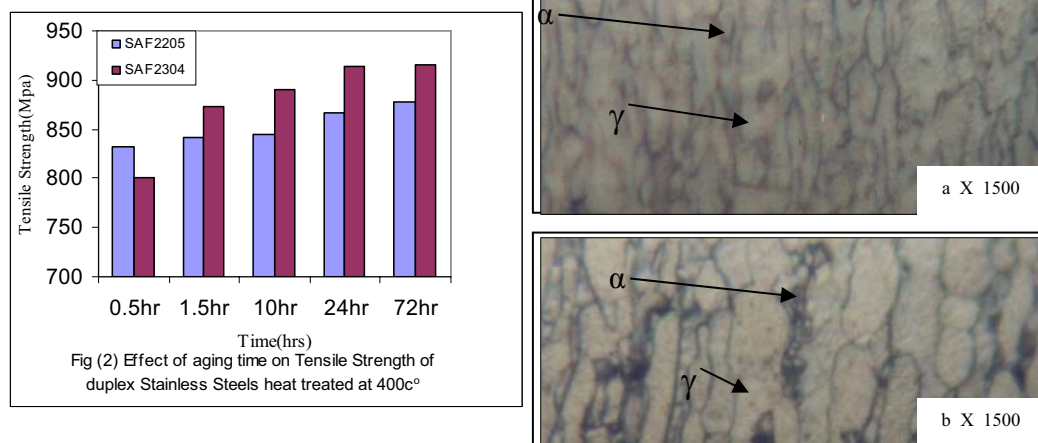 950
900
850
800
750
700
Tensile Strength(Mpa)
SAF2205
SAF2304
0.5hr 1.5hr 10hr 24hr 72hr
Time(hrs)
Fig (2) Effect of aging time on Tensile Strength of
duplex Stainless Steels heat treated at 400c°
α
γ
a X 1500
α
γ
b X 1500